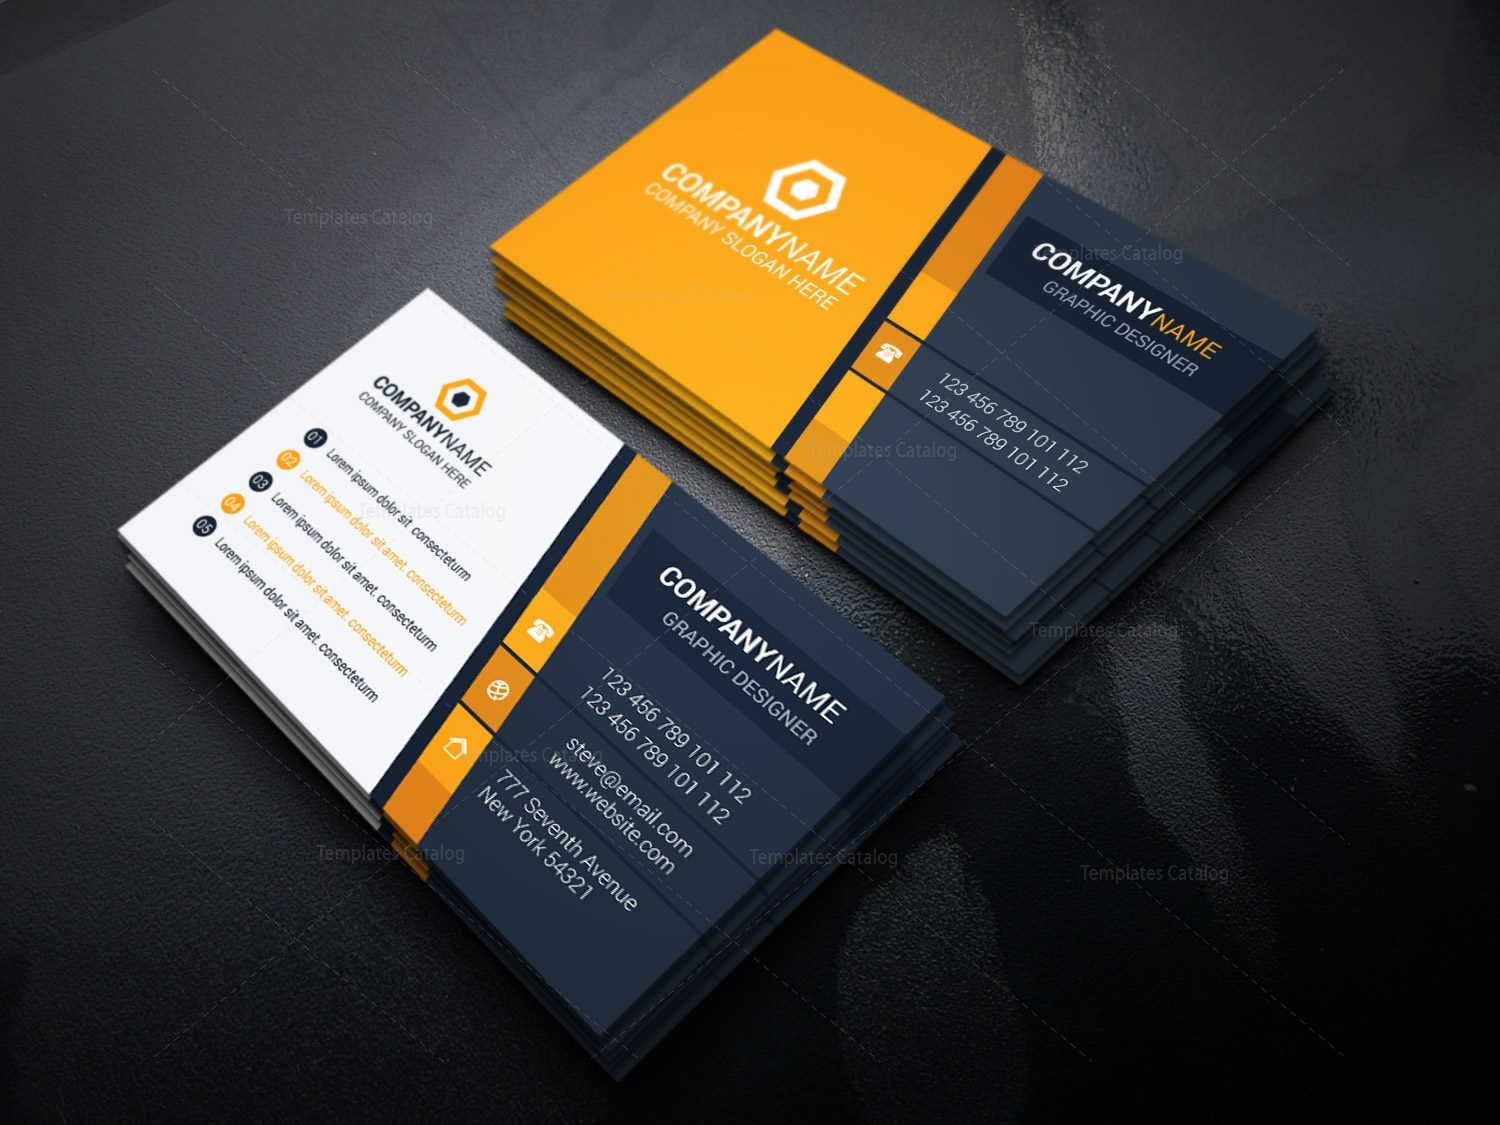 COMPANYNAME
COMPANY SLOGAN HERE
COMPANYNAME
GRAPHIC DESIGNER
123 456 789 101 112
123 456 789 101 112
COMPANYNAME
COMPANY SLOGAN HERE
01 Lorem ipsum dolor sit. consecteturm
02 Lorem ipsum dolor sit amet. consecteturm
03 Lorem ipsum dolor sit amet. consecteturm
04 Lorem ipsum dolor sit amet. consecteturm
05 Lorem ipsum dolor sit amet. consecteturm
COMPANYNAME
GRAPHIC DESIGNER
123 456 789 101 112
123 456 789 101 112
steve@email.com
www.website.com
777 Seventh Avenue
New York 54321
Templates Catalog
Templates Catalog
Templates Catalog
Templates Catalog
Templates Catalog
Templates Catalog
Templates Catalog
Templates Catalog
Templates Catalog
Templates Catalog